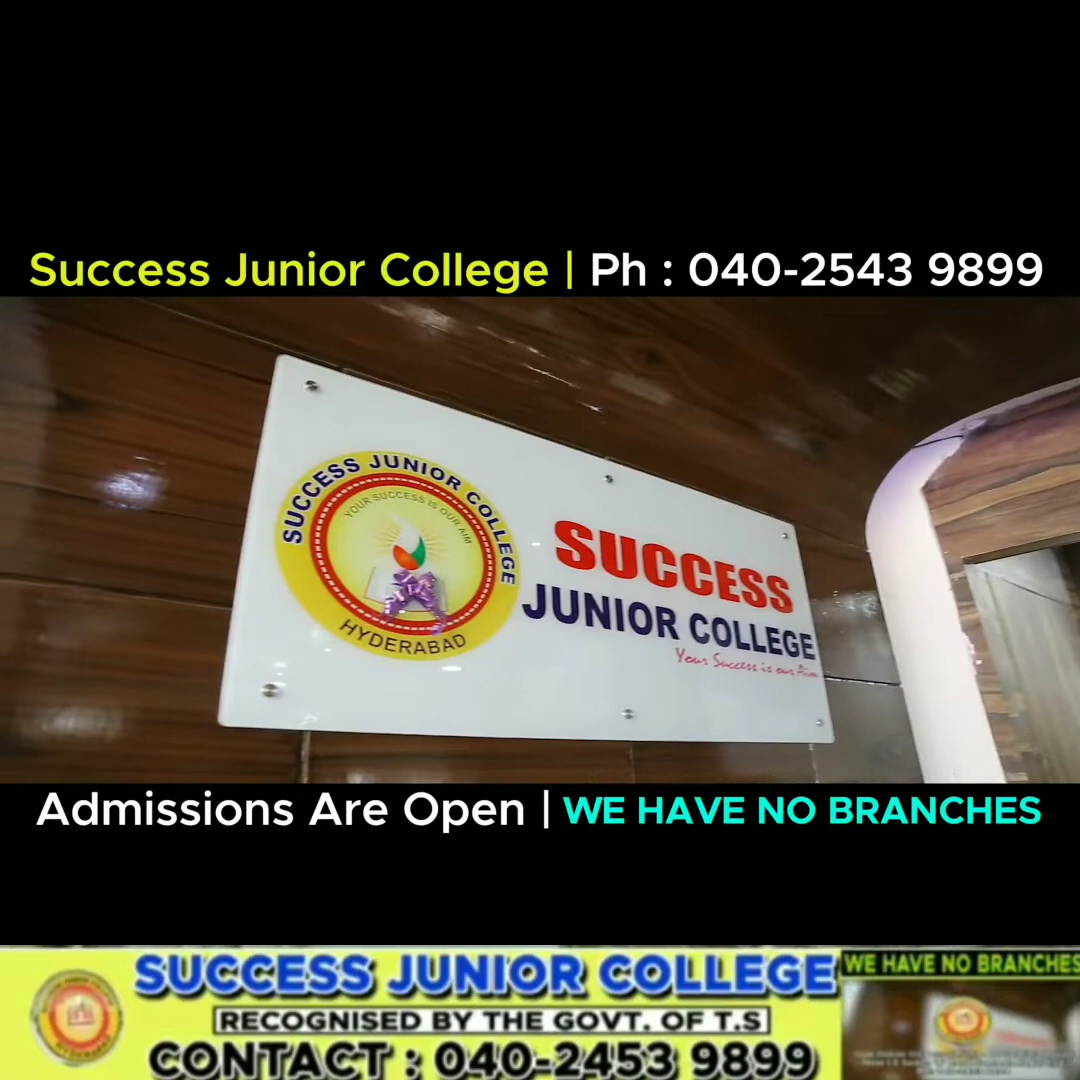 Success Junior College | Ph : 040-2543 9899
SUCCESS JUNIOR COLLEGE
YOUR SUCCESS IS OUR AIM
HYDERABAD
SUCCESS
JUNIOR COLLEGE
Your Success is our Aim
Admissions Are Open | WE HAVE NO BRANCHES
SUCCESS JUNIOR COLLEGE
WE HAVE NO BRANCHES
RECOGNISED BY THE GOVT. OF T.S
CONTACT : 040-2453 9899
HYDERABAD